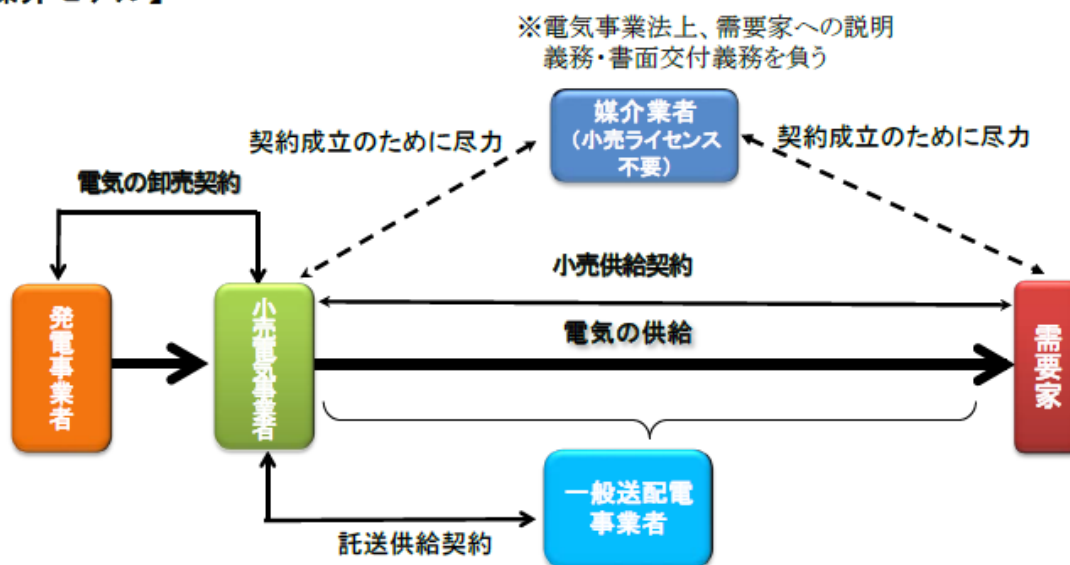 ※電気事業法上、需要家への説明
義務・書面交付義務を負う
媒介業者
（小売ライセンス
不要）
契約成立のために尽力
契約成立のために尽力
電気の卸売契約
小売供給契約
電気の供給
発電事業者
小売電気事業者
需要家
一般送配電
事業者
託送供給契約